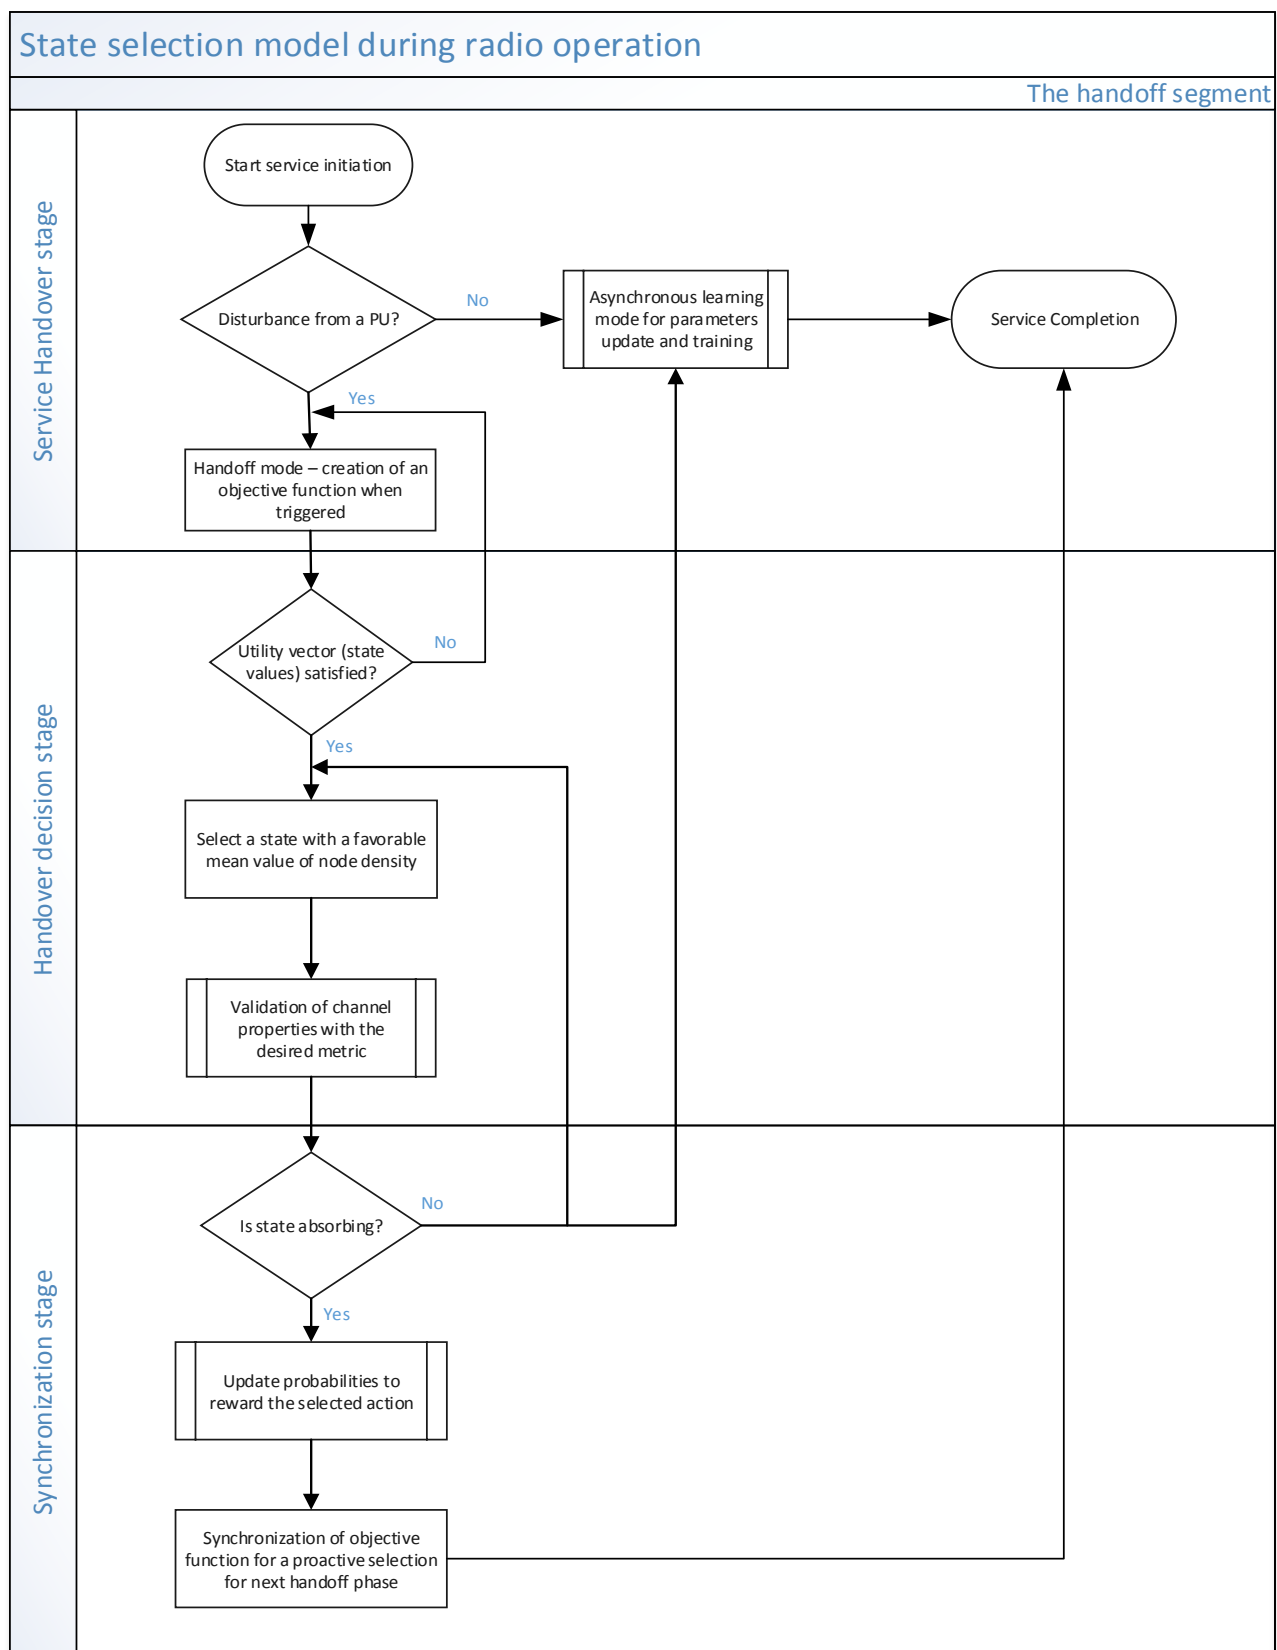 State selection model during radio operation
The handoff segment
Service Handover stage
Start service initiation
Disturbance from a PU?
No
Asynchronous learning
mode for parameters
update and training
Service Completion
Yes
Handoff mode – creation of an
objective function when
triggered
Handover decision stage
Utility vector (state
values) satisfied?
No
Yes
Select a state with a favorable
mean value of node density
Validation of channel
properties with the
desired metric
Synchronization stage
Is state absorbing?
No
Yes
Update probabilities to
reward the selected action
Synchronization of objective
function for a proactive selection
for next handoff phase